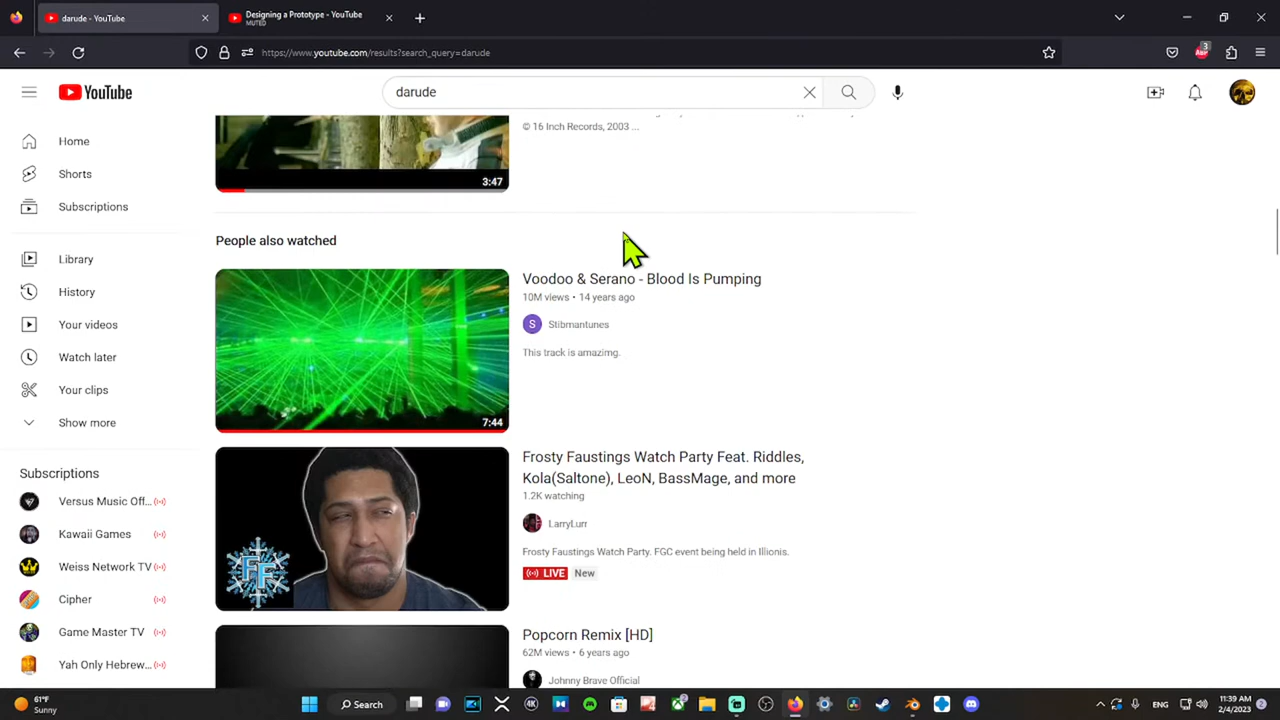 darude - YouTube
Designing a Prototype - YouTube
MUTED
https://www.youtube.com/results?search_query=darude
3
YouTube
darude
© 16 Inch Records, 2003 ...
3:47
Home
Shorts
Subscriptions
Library
History
Your videos
Watch later
Your clips
Show more
Subscriptions
Versus Music Off...
Kawaii Games
Weiss Network TV
Cipher
Game Master TV
Yah Only Hebrew...
People also watched
7:44
Voodoo & Serano - Blood Is Pumping
10M views • 14 years ago
S
Stibmantunes
This track is amazimg.
FF
Frosty Faustings Watch Party Feat. Riddles,
Kola(Saltone), LeoN, BassMage, and more
1.2K watching
LarryLurr
Frosty Faustings Watch Party. FGC event being held in Illionis.
LIVE New
Popcorn Remix [HD]
62M views • 6 years ago
Johnny Brave Official
61°F
Sunny
Search
4K
11:39 AM
2/4/2023